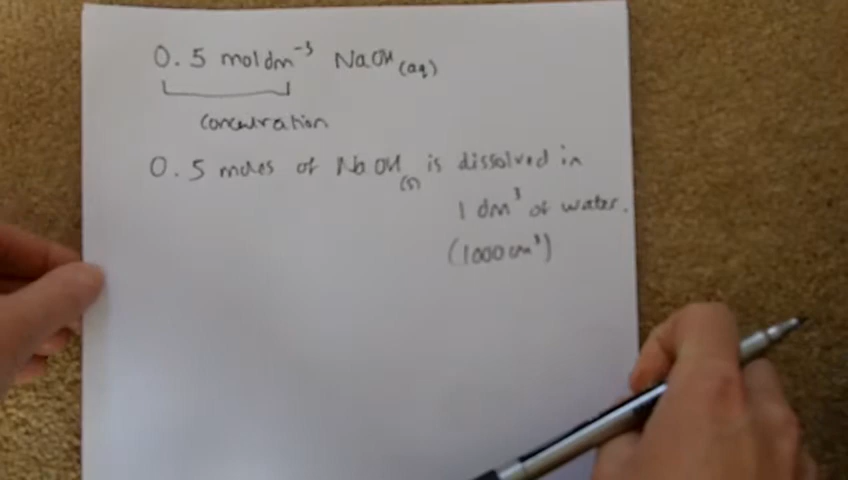 0.5 moldm⁻³ NaOH(aq)
concentration
0.5 moles of NaOH(s) is dissolved in
1 dm³ of water.
(1000cm³)